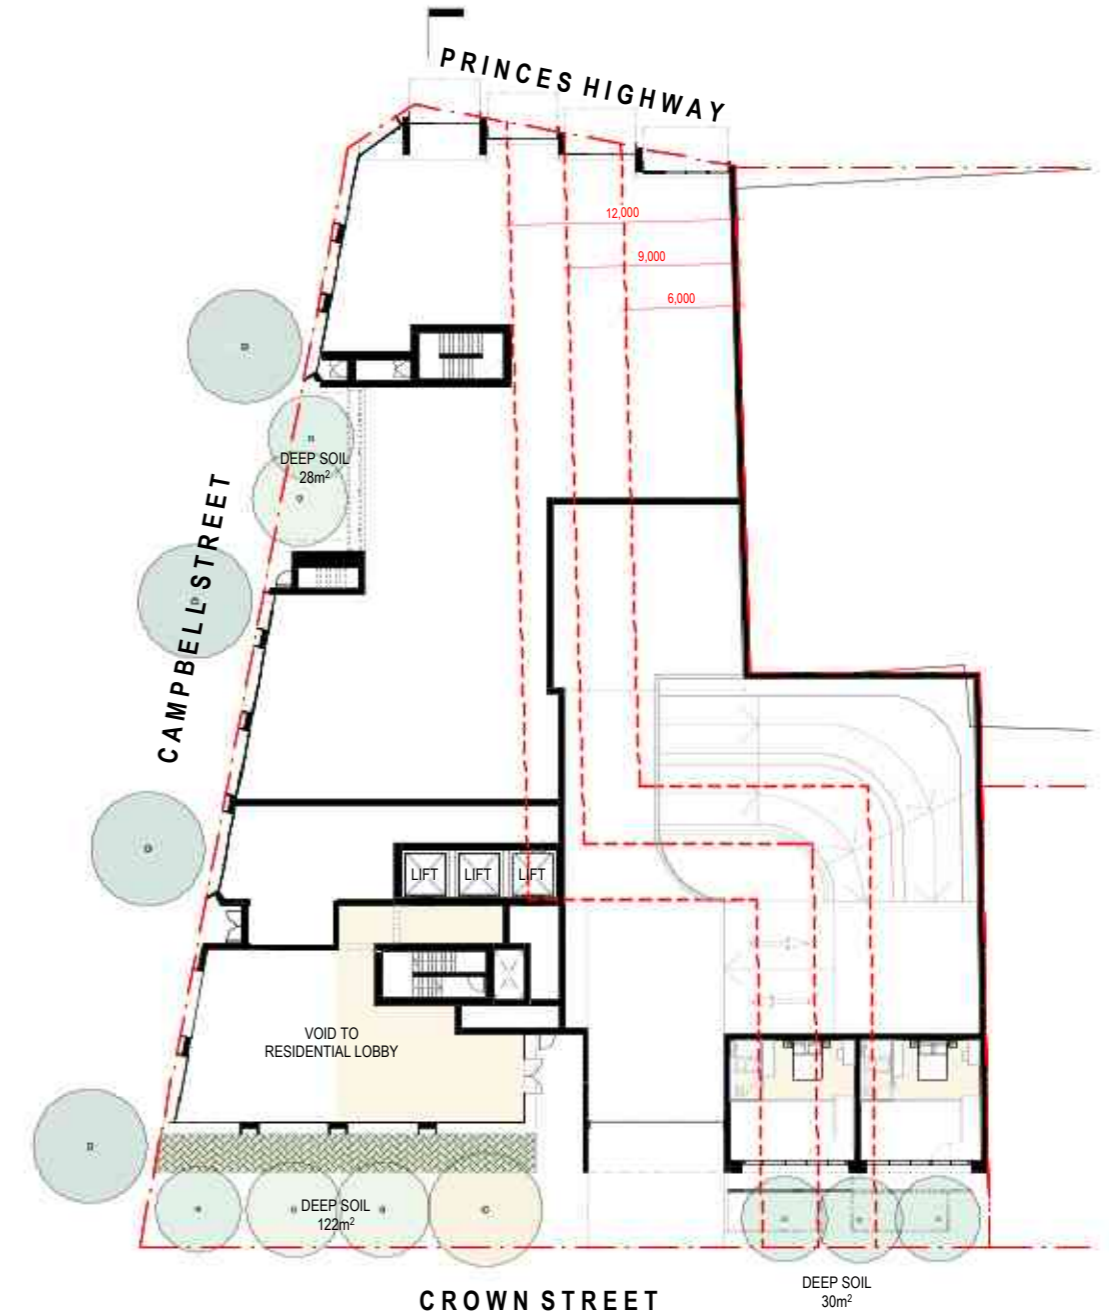 PRINCES HIGHWAY
12,000
9,000
6,000
DEEP SOIL
28m²
CAMPBELL STREET
LIFT LIFT LIFT
VOID TO
RESIDENTIAL LOBBY
DEEP SOIL
122m²
DEEP SOIL
30m²
CROWN STREET